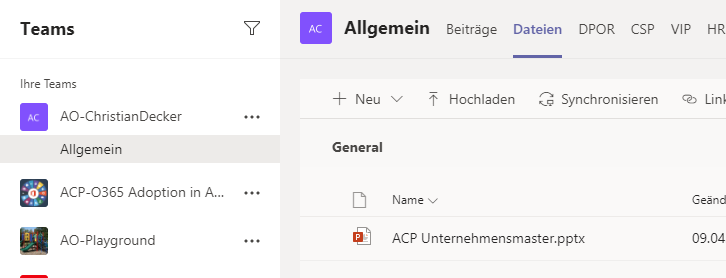 Teams
Ihre Teams
AC AO-ChristianDecker ...
Allgemein
ACP-O365 Adoption in A... ...
AO-Playground ...
AC Allgemein Beiträge Dateien DPOR CSP VIP HR
Neu Hochladen Synchronisieren Link
General
Name Geänd
P ACP Unternehmensmaster.pptx 09.04